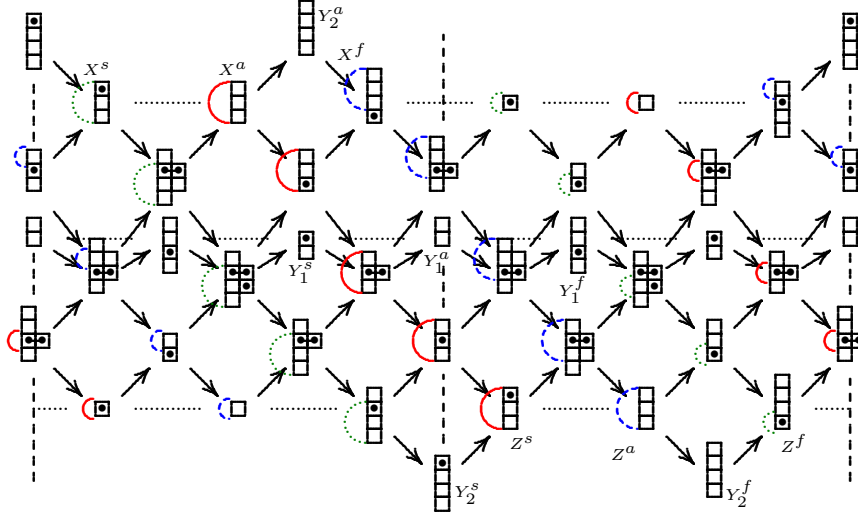 Y_2^a
X^s
X^a
X^f
Y_1^s
Y_1^a
Y_1^f
Z^s
Z^a
Z^f
Y_2^s
Y_2^f